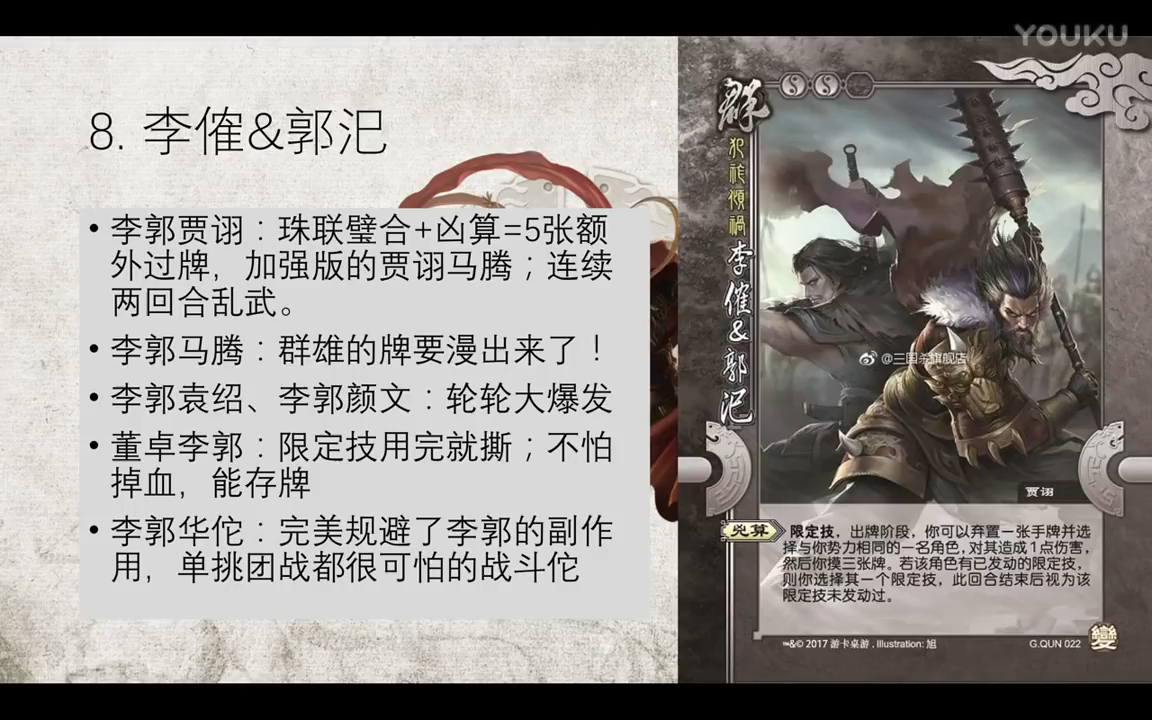 YOUKU
8. 李傕&郭汜
• 李郭贾诩：珠联璧合+凶算=5张额
外过牌，加强版的贾诩马腾；连续
两回合乱武。
• 李郭马腾：群雄的牌要漫出来了！
• 李郭袁绍、李郭颜文：轮轮大爆发
• 董卓李郭：限定技用完就撕；不怕
掉血，能存牌
• 李郭华佗：完美规避了李郭的副作
用，单挑团战都很可怕的战斗佗
群
犯祚倾祸
李傕&郭汜
@三国杀旗舰店
贾诩
兇算
限定技，出牌阶段，你可以弃置一张手牌并选
择与你势力相同的一名角色，对其造成1点伤害，
然后你摸三张牌。若该角色有已发动的限定技，
则你选择其一个限定技，此回合结束后视为该
限定技未发动过。
™&© 2017 游卡桌游 . Illustration: 旭
G.QUN 022
變